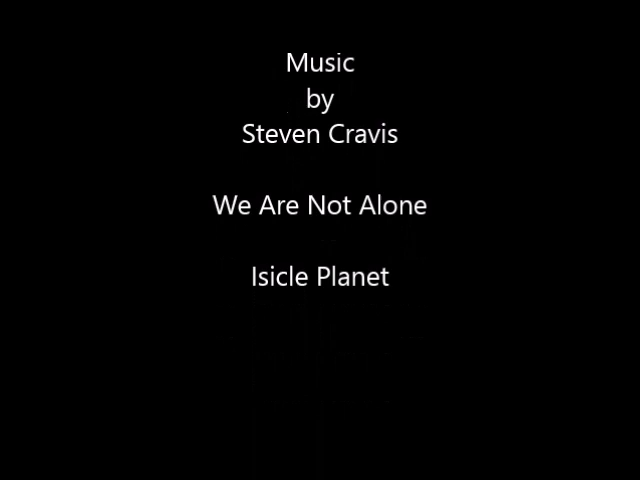 Music
by
Steven Cravis
We Are Not Alone
Isicle Planet